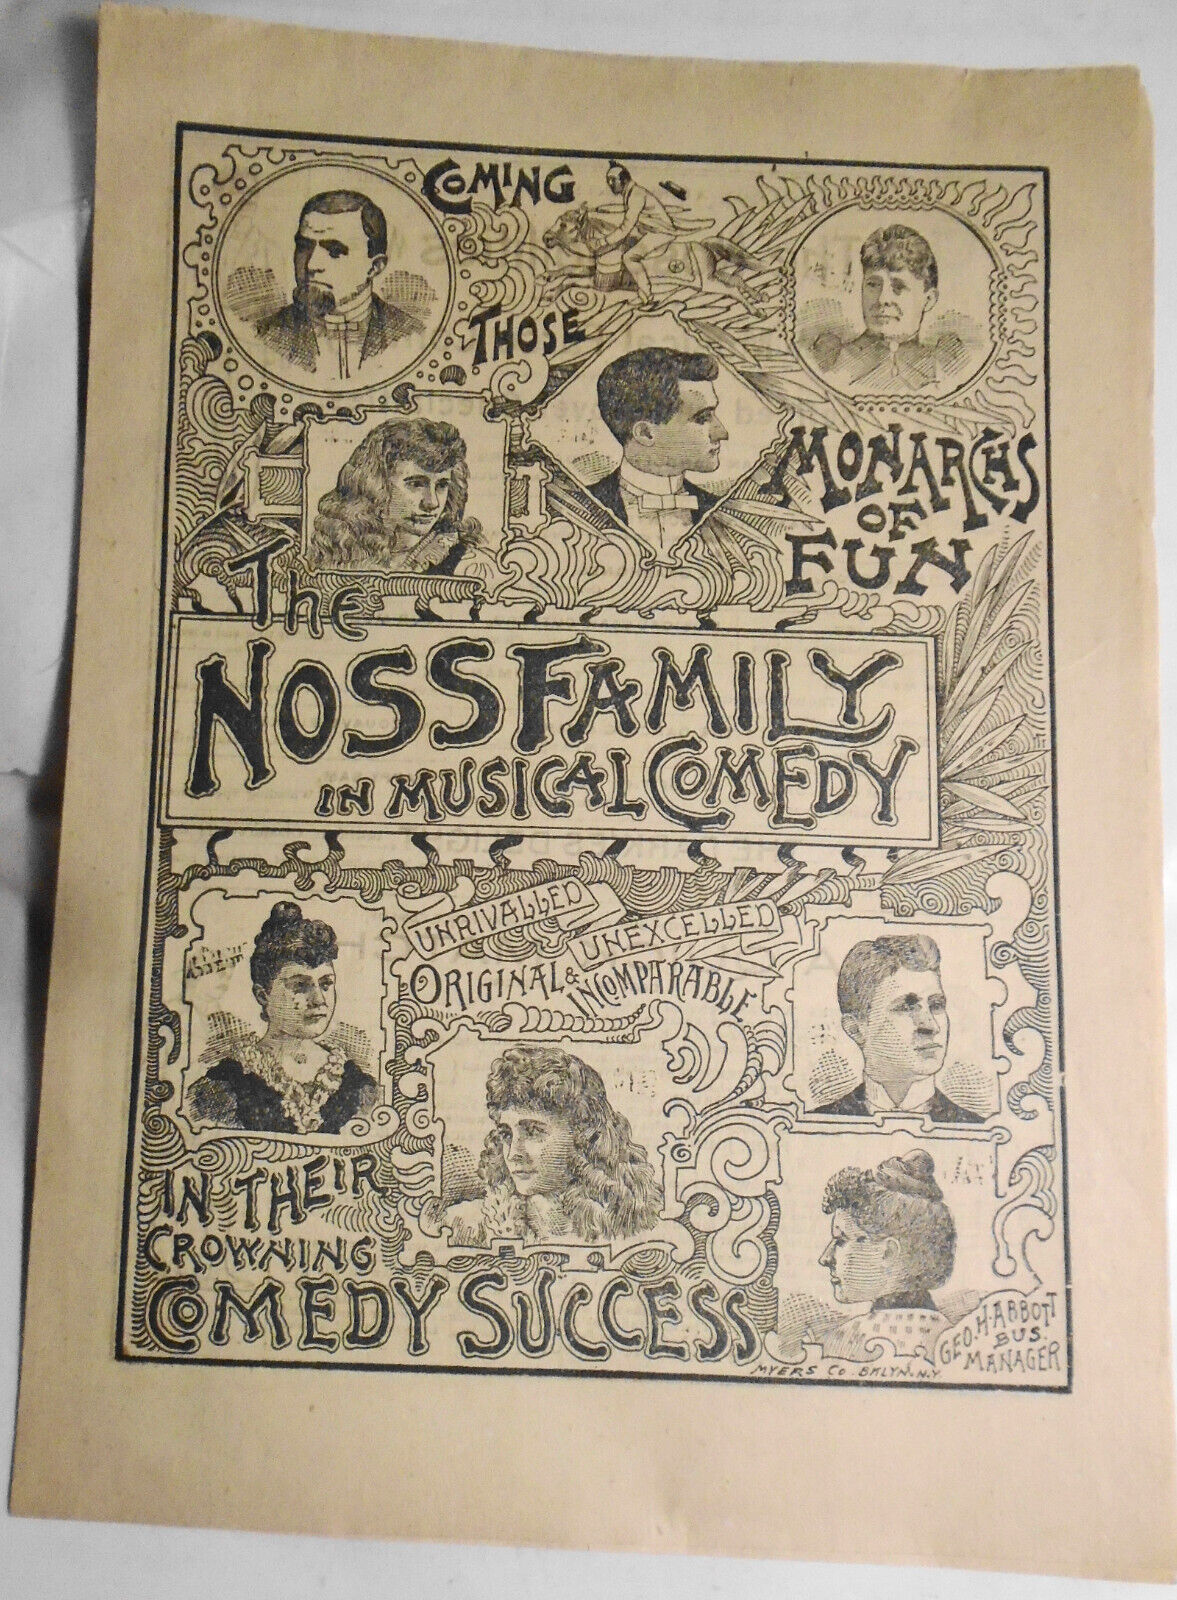 COMING
THOSE
MONARCHS
OF
FUN
THE
NOSS FAMILY
IN MUSICAL COMEDY
UNRIVALLED
UNEXCELLED
ORIGINAL &
INCOMPARABLE
IN THEIR
CROWNING
COMEDY SUCCESS
GEO. H. ABBOTT
BUS.
MANAGER
MYERS CO. BKLYN. N.Y.